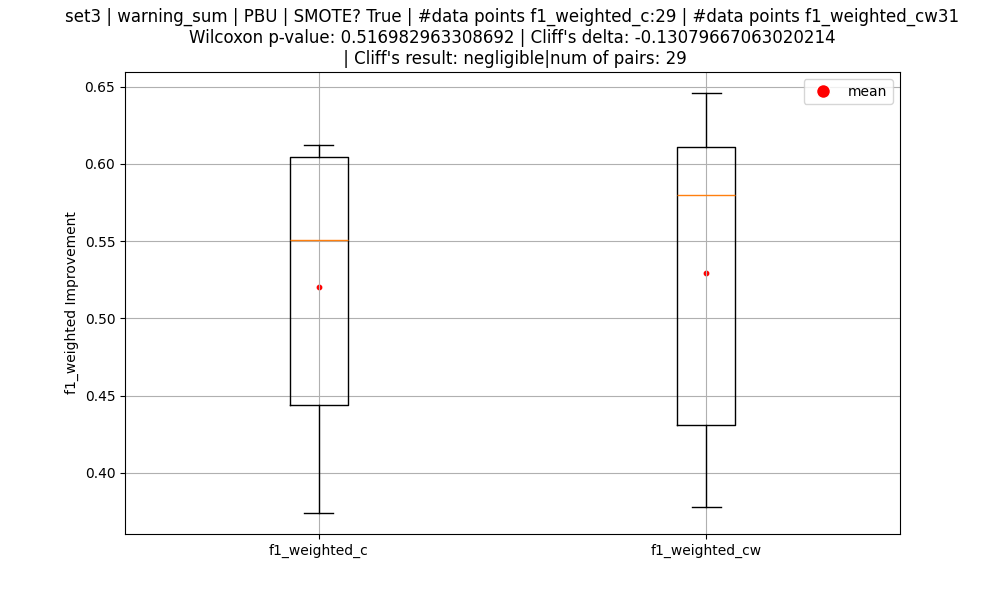 set3 | warning_sum | PBU | SMOTE? True | #data points f1_weighted_c:29 | #data points f1_weighted_cw31
Wilcoxon p-value: 0.516982963308692 | Cliff's delta: -0.13079667063020214
| Cliff's result: negligible|num of pairs: 29
mean
f1_weighted Improvement
0.65
0.60
0.55
0.50
0.45
0.40
f1_weighted_c
f1_weighted_cw